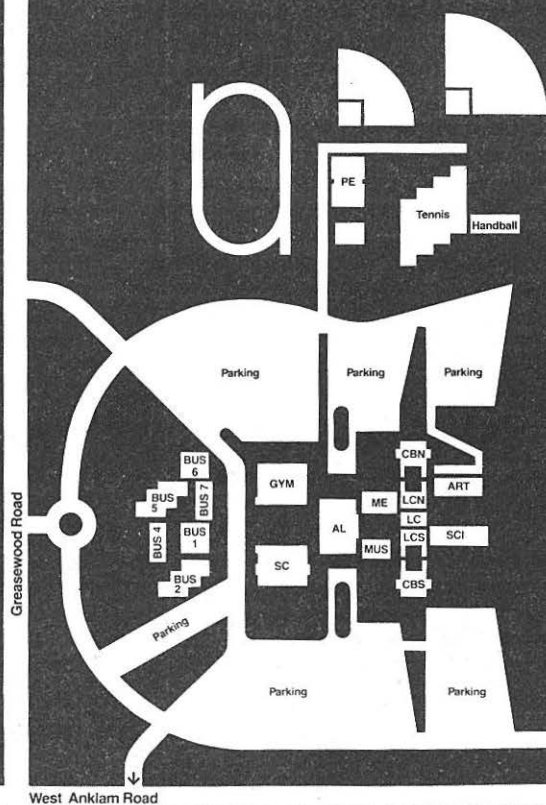 PE
Tennis
Handball
Parking
Parking
Parking
CBN
BUS
6
GYM
ART
BUS
5
BUS 7
ME
LCN
BUS 4
BUS
1
AL
LC
LCS
SCI
MUS
SC
BUS
2
CBS
Greasewood Road
Parking
Parking
Parking
West Anklam Road